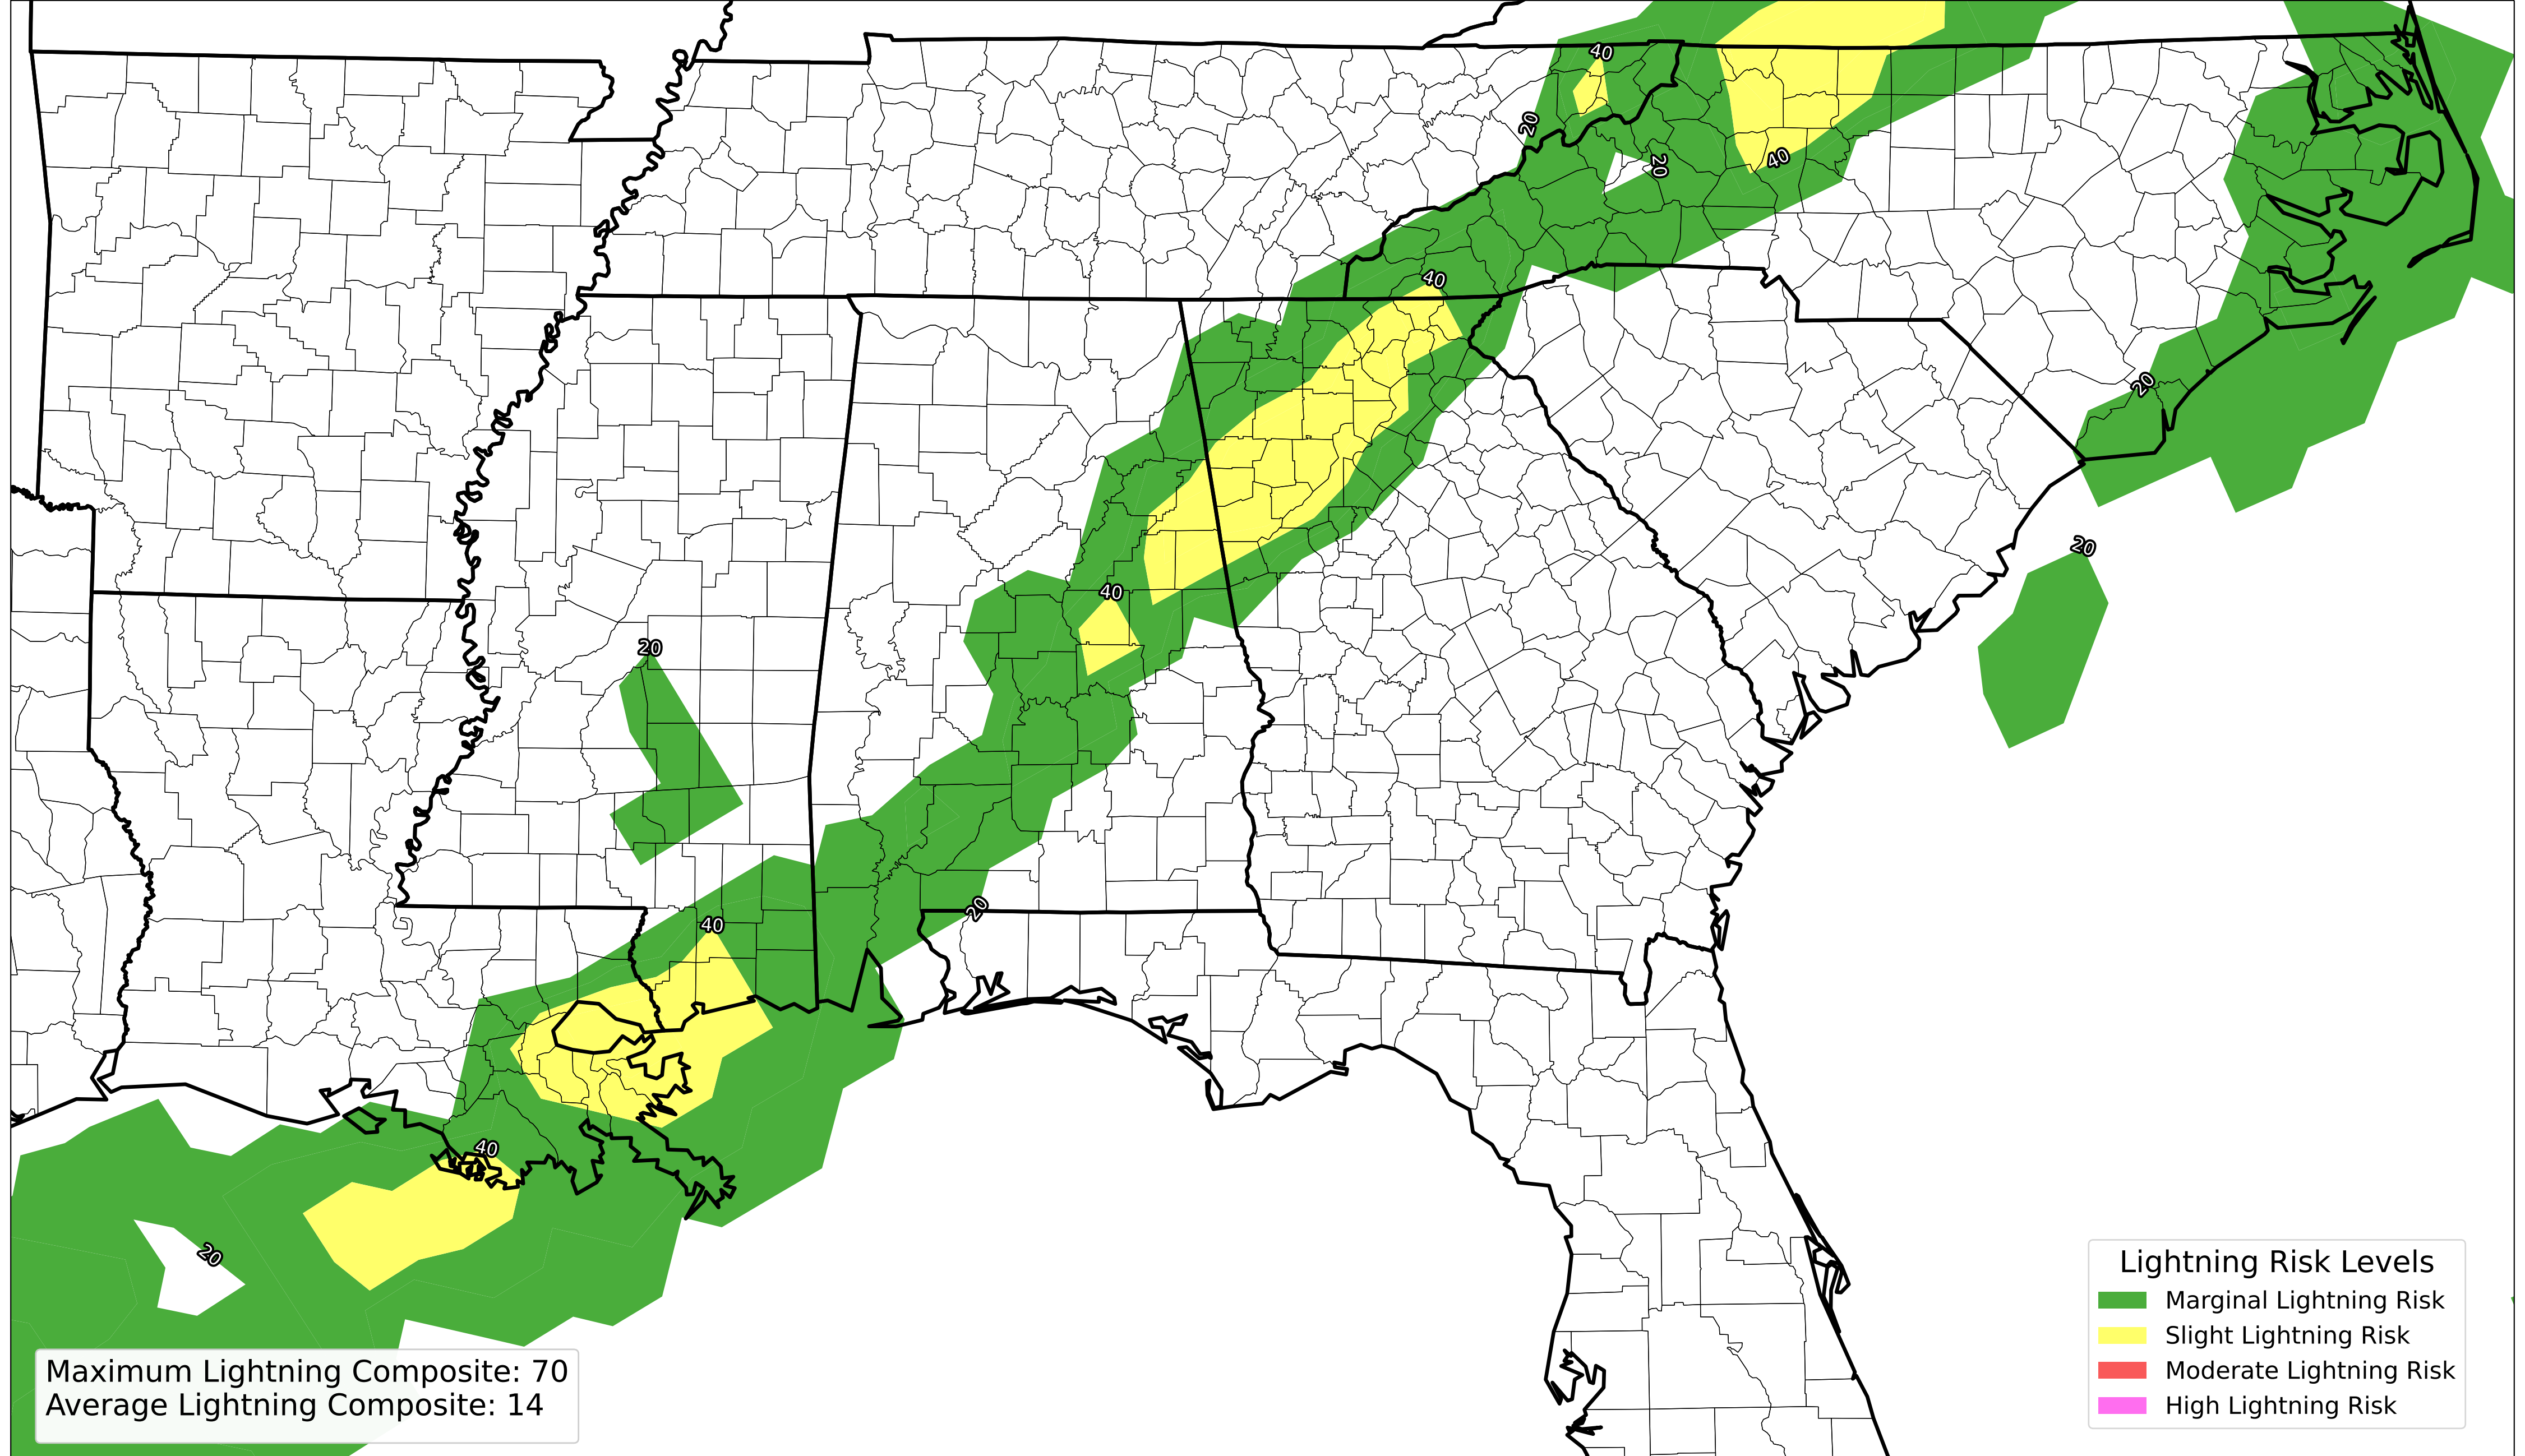 40
20
20
40
40
20
20
40
20
40
20
40
20
Maximum Lightning Composite: 70
Average Lightning Composite: 14
Lightning Risk Levels
Marginal Lightning Risk
Slight Lightning Risk
Moderate Lightning Risk
High Lightning Risk